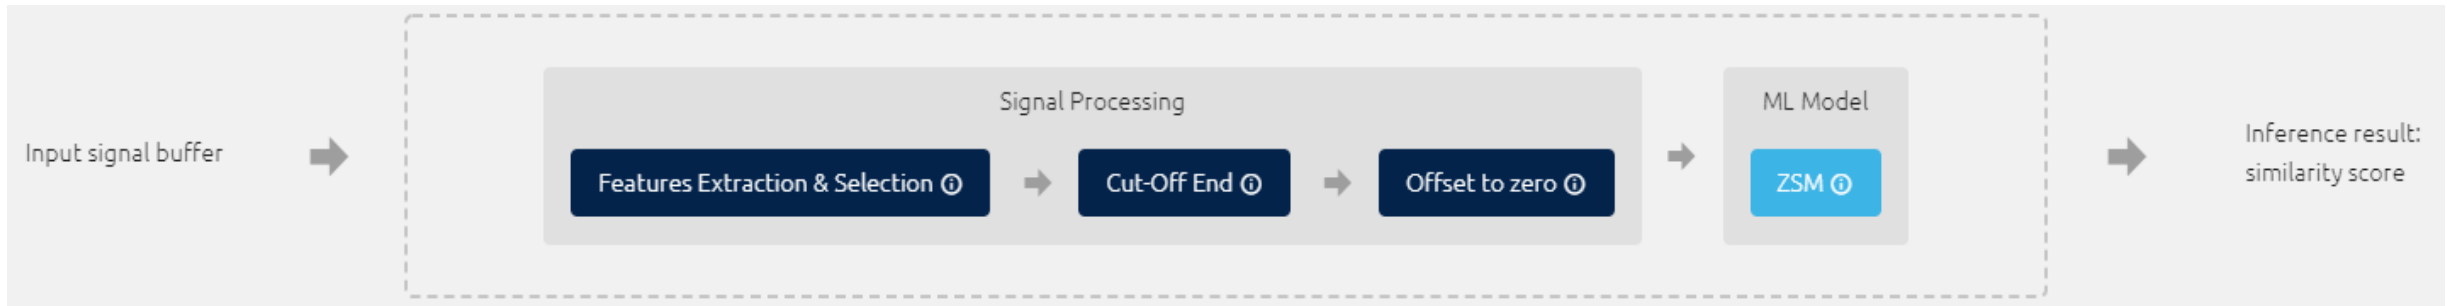 Input signal buffer
Signal Processing
Features Extraction & Selection
Cut-Off End
Offset to zero
ML Model
ZSM
Inference result:
similarity score